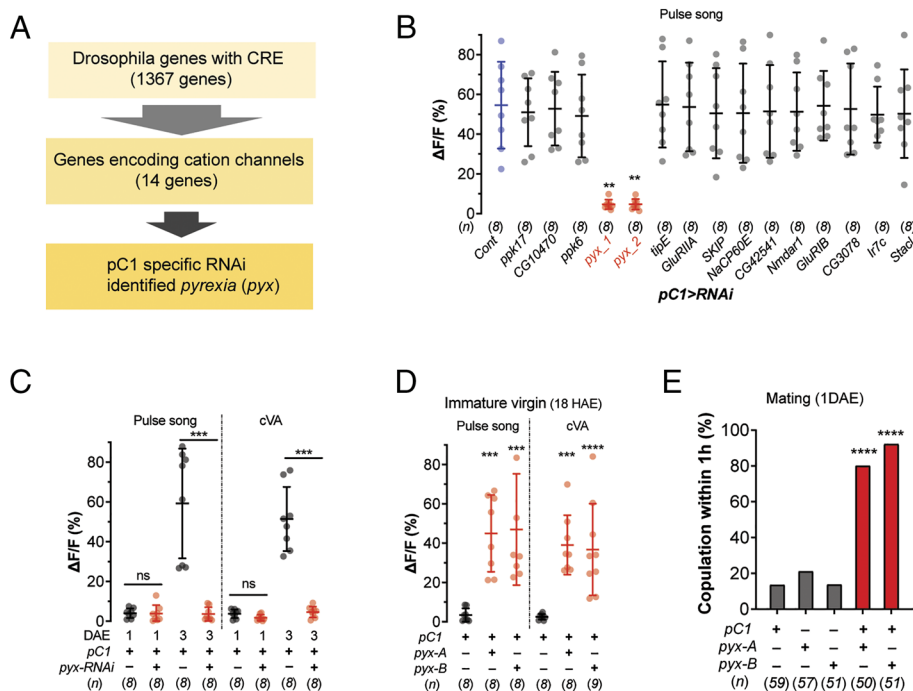 A
Drosophila genes with CRE
(1367 genes)
Genes encoding cation channels
(14 genes)
pC1 specific RNAi
identified pyrexia (pyx)
B
Pulse song
ΔF/F (%)
100
80
60
40
20
0
** **
(n) (8) (8) (8) (8) (8) (8) (8) (8) (8) (8) (8) (8) (8) (8) (8) (8)
Cont ppk17 CG10470 ppk6 pyx_1 pyx_2 tipE GluRIIA SKIP NaCP60E CG42541 Nmdar1 GluRIB CG3078 Ir7c Stad1
pC1>RNAi
C
Pulse song cVA
ΔF/F (%)
80
60
40
20
0
ns *** ns ***
DAE 1 1 3 3 1 1 3 3
pC1 + + + + + + + +
pyx-RNAi – + – + – + – +
(n) (8) (8) (8) (8) (8) (8) (8) (8)
D
Immature virgin (18 HAE)
Pulse song cVA
ΔF/F (%)
100
80
60
40
20
0
*** *** *** ****
pC1 + + + + + +
pyx-A – + – – + –
pyx-B – – + – – +
(n) (8) (8) (8) (8) (8) (9)
E
Mating (1DAE)
Copulation within 1h (%)
100
80
60
40
20
0
**** ****
pC1 + – – + +
pyx-A – + – + –
pyx-B – – + – +
(n) (59) (57) (51) (50) (51)